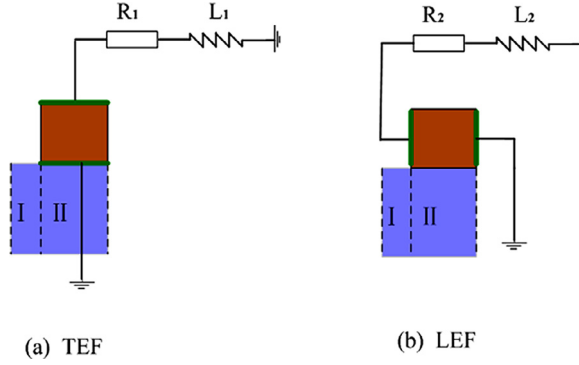 R₁ L₁
R₂ L₂
I II
I II
(a) TEF
(b) LEF